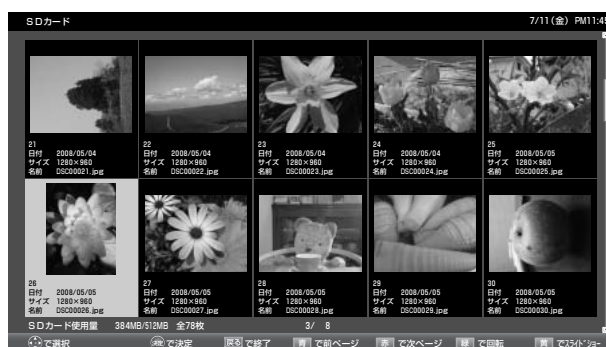 SDカード
7/11(金) PM11:45
21
日付 2008/05/04
サイズ 1280×960
名前 DSC00021.jpg
22
日付 2008/05/04
サイズ 1280×960
名前 DSC00022.jpg
23
日付 2008/05/04
サイズ 1280×960
名前 DSC00023.jpg
24
日付 2008/05/04
サイズ 1280×960
名前 DSC00024.jpg
25
日付 2008/05/05
サイズ 1280×960
名前 DSC00025.jpg
26
日付 2008/05/05
サイズ 1280×960
名前 DSC00026.jpg
27
日付 2008/05/05
サイズ 1280×960
名前 DSC00027.jpg
28
日付 2008/05/05
サイズ 1280×960
名前 DSC00028.jpg
29
日付 2008/05/05
サイズ 1280×960
名前 DSC00029.jpg
30
日付 2008/05/05
サイズ 1280×960
名前 DSC00030.jpg
SDカード使用量 384MB/512MB 全78枚 3/ 8
で選択 決定 で決定 戻る で終了 青 で前ページ 赤 で次ページ 緑 で回転 黄 でスライドショー